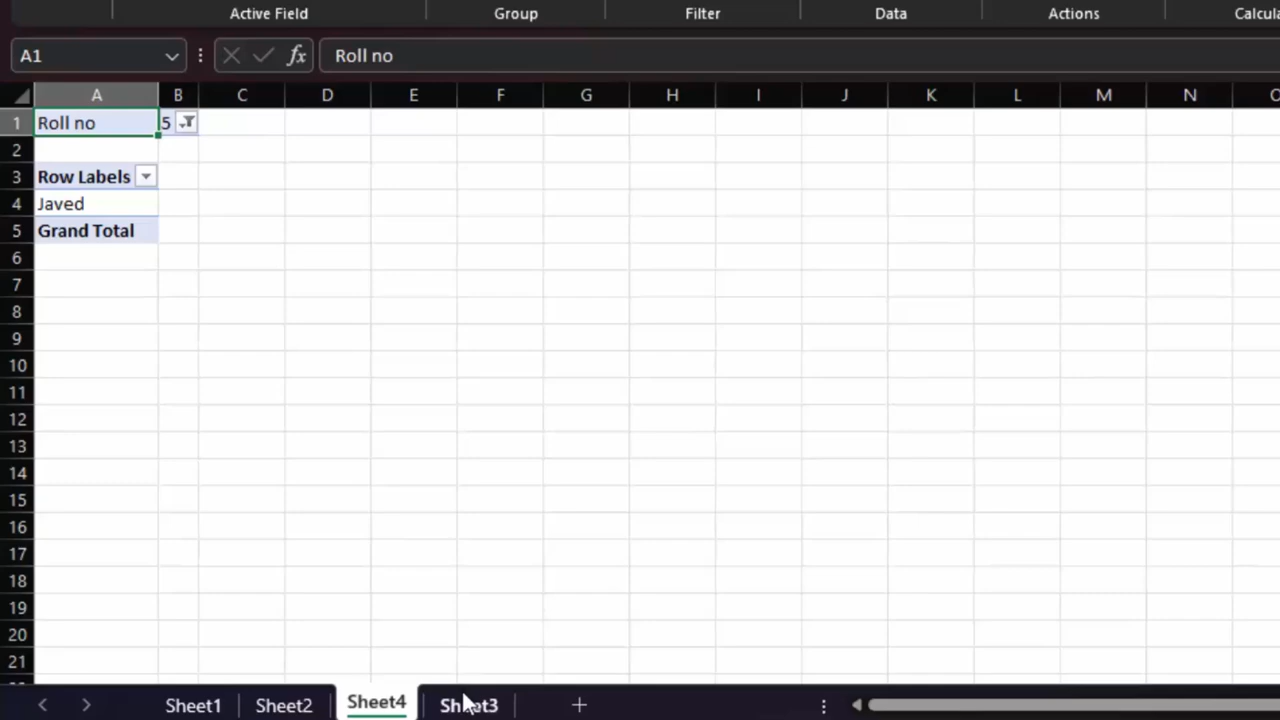 Active Field Group Filter Data Actions
A1 fx Roll no
A B C D E F G H I J K L M N
1 Roll no 5
2
3 Row Labels
4 Javed
5 Grand Total
6
7
8
9
10
11
12
13
14
15
16
17
18
19
20
21
Sheet1 Sheet2 Sheet4 Sheet3 +